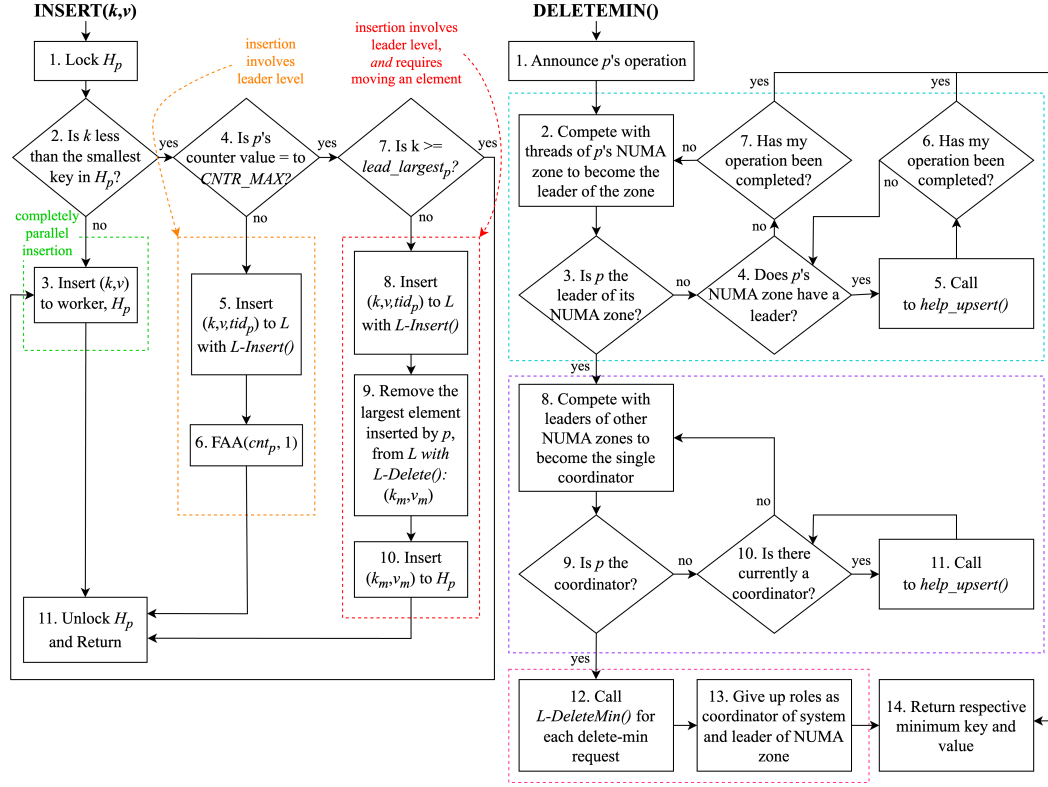 INSERT(k,v)
1. Lock Hp
2. Is k less
than the smallest
key in Hp?
yes
no
completely
parallel
insertion
3. Insert (k,v)
to worker, Hp
insertion
involves
leader level
4. Is p's
counter value = to
CNTR_MAX?
yes
no
5. Insert
(k,v,tidp) to L
with L-Insert()
6. FAA(cntp, 1)
insertion involves
leader level,
and requires
moving an element
7. Is k >=
lead_largestp?
yes
no
8. Insert
(k,v,tidp) to L
with L-Insert()
9. Remove the
largest element
inserted by p,
from L with
L-Delete():
(km,vm)
10. Insert
(km,vm) to Hp
11. Unlock Hp
and Return
DELETEMIN()
1. Announce p's operation
2. Compete with
threads of p's NUMA
zone to become the
leader of the zone
3. Is p the
leader of its
NUMA zone?
no
yes
4. Does p's
NUMA zone have a
leader?
no
yes
5. Call
to help_upsert()
6. Has my
operation been
completed?
yes
no
7. Has my
operation been
completed?
yes
no
8. Compete with
leaders of other
NUMA zones to
become the single
coordinator
9. Is p the
coordinator?
no
yes
10. Is there
currently a
coordinator?
no
yes
11. Call
to help_upsert()
12. Call
L-DeleteMin() for
each delete-min
request
13. Give up roles as
coordinator of system
and leader of NUMA
zone
14. Return respective
minimum key and
value